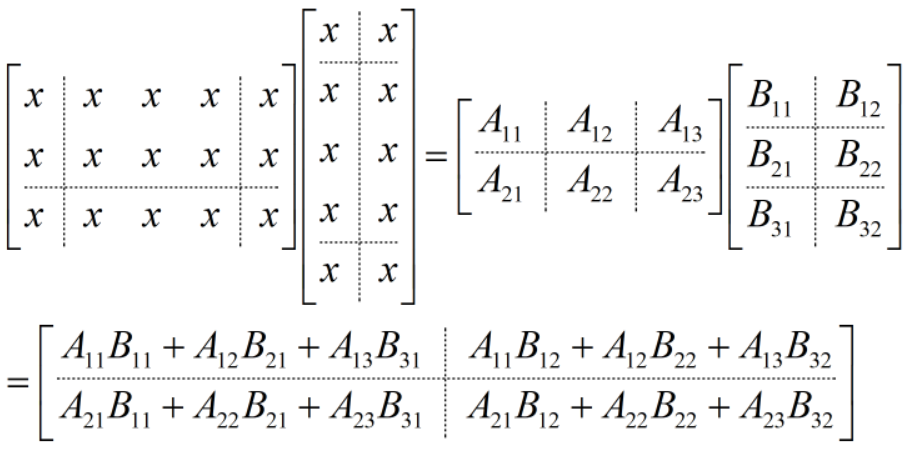 [ x ┊ x x x ┊ x ; x ┊ x x x ┊ x ; x ┊ x x x ┊ x ] [ x ┊ x ; x ┊ x ; x ┊ x ; x ┊ x ; x ┊ x ] = [ A₁₁ ┊ A₁₂ ┊ A₁₃ ; A₂₁ ┊ A₂₂ ┊ A₂₃ ] [ B₁₁ ┊ B₁₂ ; B₂₁ ┊ B₂₂ ; B₃₁ ┊ B₃₂ ]
= [ A₁₁B₁₁ + A₁₂B₂₁ + A₁₃B₃₁ ┊ A₁₁B₁₂ + A₁₂B₂₂ + A₁₃B₃₂
A₂₁B₁₁ + A₂₂B₂₁ + A₂₃B₃₁ ┊ A₂₁B₁₂ + A₂₂B₂₂ + A₂₃B₃₂ ]